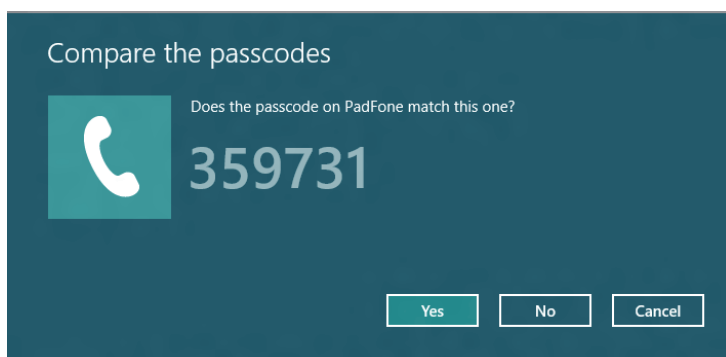 Compare the passcodes
Does the passcode on PadFone match this one?
359731
Yes No Cancel